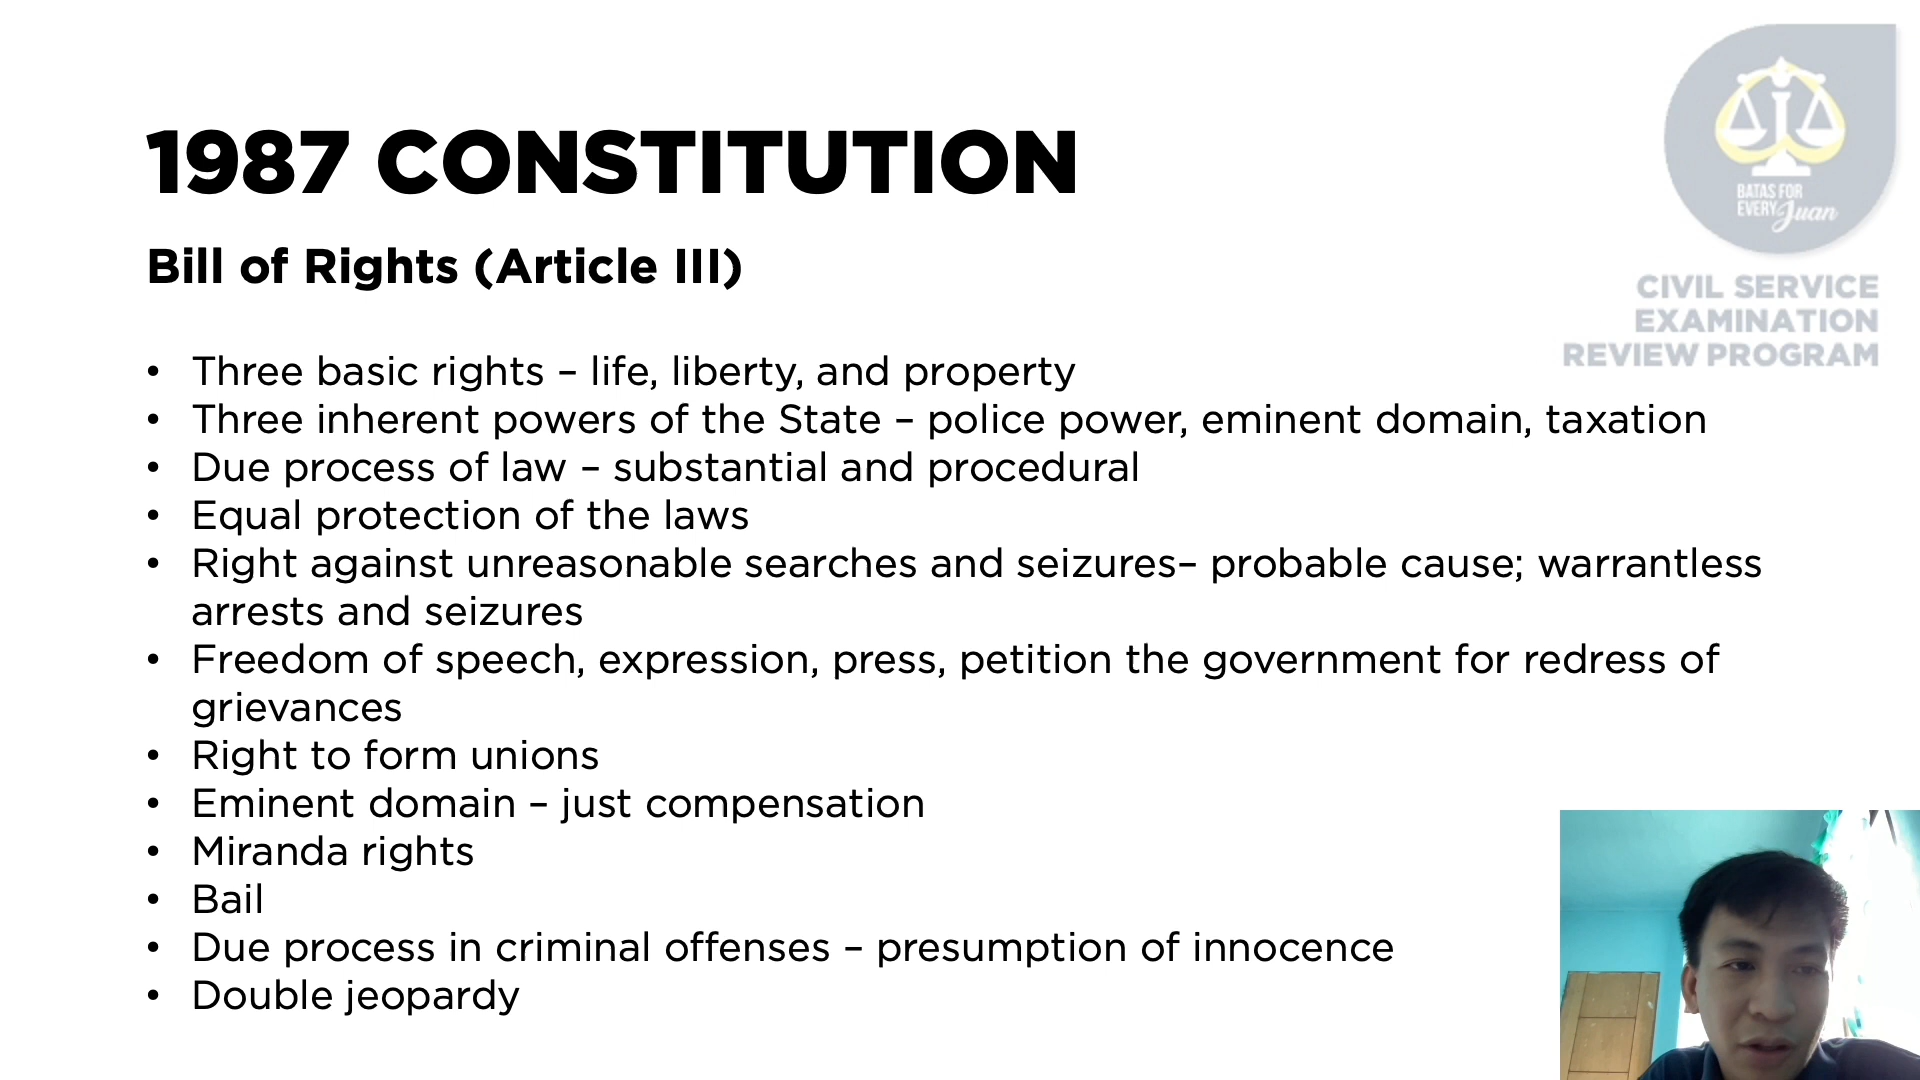 1987 CONSTITUTION
Bill of Rights (Article III)
• Three basic rights – life, liberty, and property
• Three inherent powers of the State – police power, eminent domain, taxation
• Due process of law – substantial and procedural
• Equal protection of the laws
• Right against unreasonable searches and seizures– probable cause; warrantless
arrests and seizures
• Freedom of speech, expression, press, petition the government for redress of
grievances
• Right to form unions
• Eminent domain – just compensation
• Miranda rights
• Bail
• Due process in criminal offenses – presumption of innocence
• Double jeopardy
BATAS FOR
EVERY Juan
CIVIL SERVICE
EXAMINATION
REVIEW PROGRAM